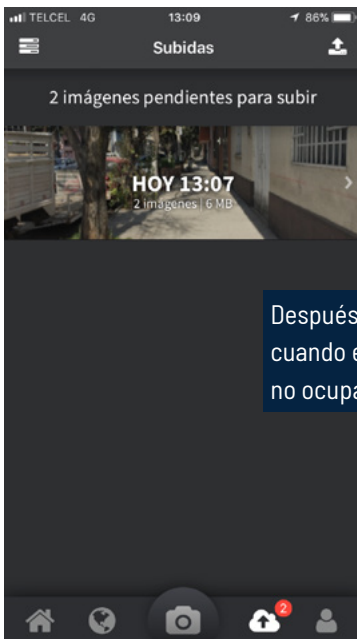 TELCEL 4G 13:09 86%
Subidas
2 imágenes pendientes para subir
HOY 13:07
2 imágenes | 6 MB
Después
cuando e
no ocupa
2